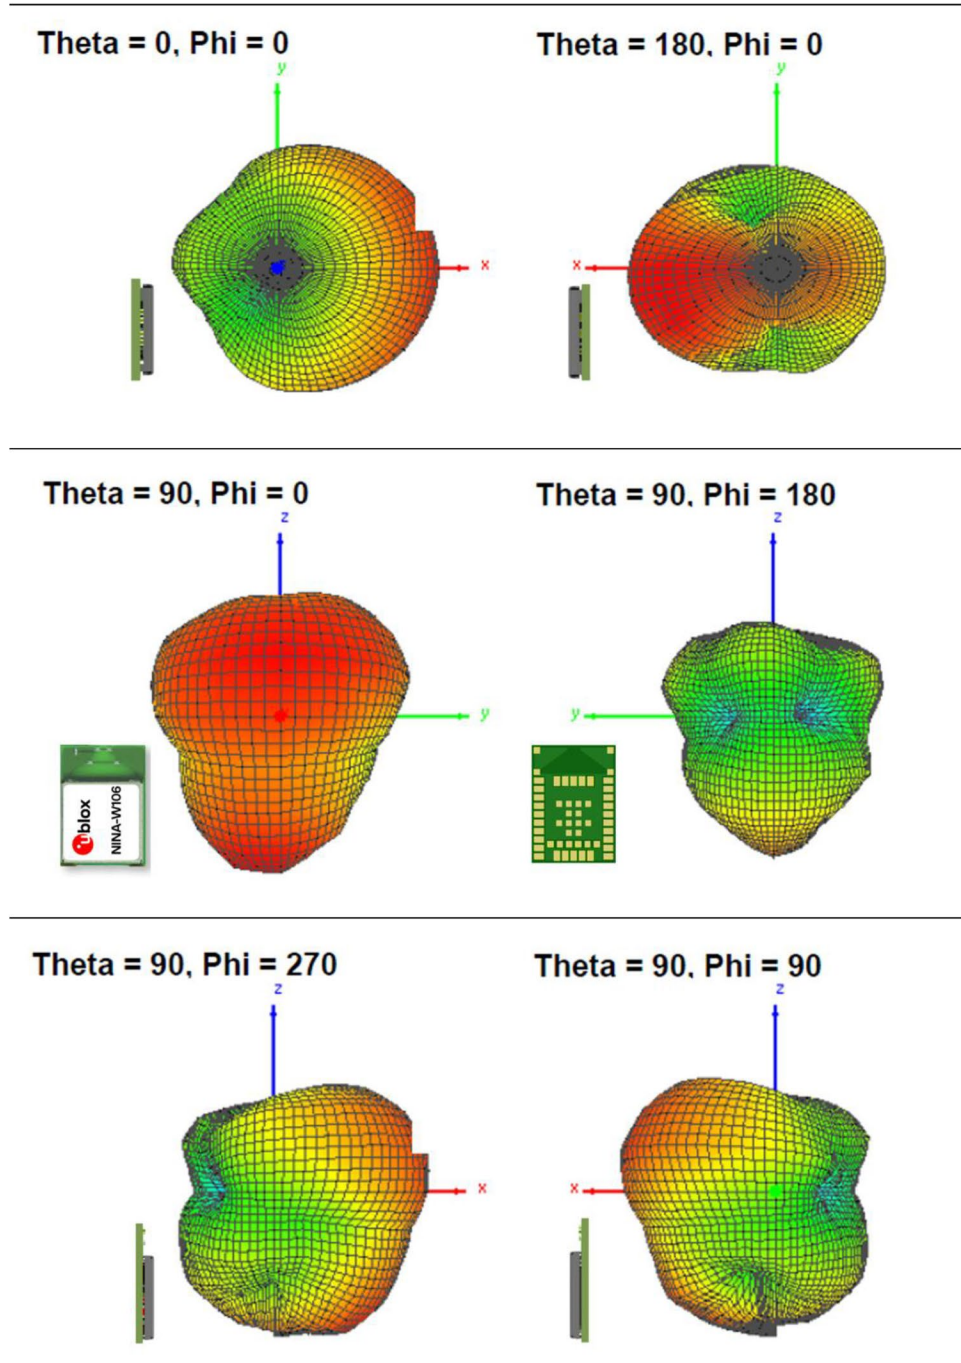 Theta = 0, Phi = 0
Theta = 180, Phi = 0
y
y
x
x
Theta = 90, Phi = 0
Theta = 90, Phi = 180
z
z
y
y
ublox
NINA-W106
Theta = 90, Phi = 270
Theta = 90, Phi = 90
z
z
x
x